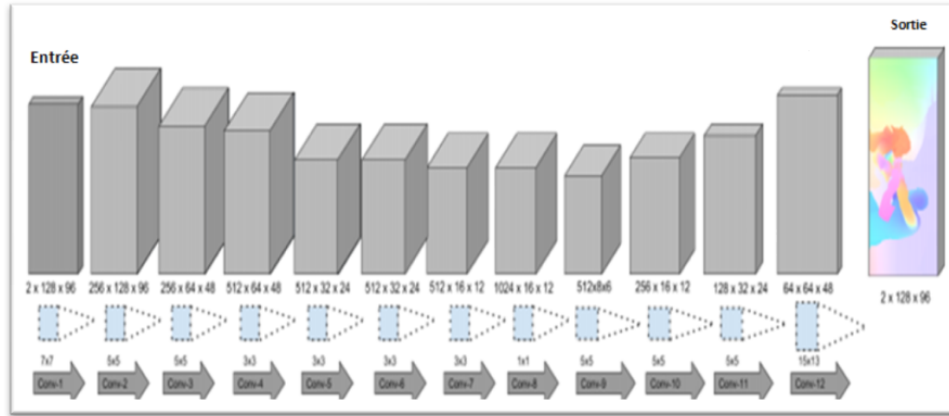 Sortie
Entrée
2 x 128 x 96 256 x 128 x 96 256 x 64 x 48 512 x 64 x 48 512 x 32 x 24 512 x 32 x 24 512 x 16 x 12 1024 x 16 x 12 512x8x6 256 x 16 x 12 128 x 32 x 24 64 x 64 x 48 2 x 128 x 96
7x7 5x5 5x5 3x3 3x3 3x3 3x3 1x1 5x5 5x5 5x5 15x13
Conv-1 Conv-2 Conv-3 Conv-4 Conv-5 Conv-6 Conv-7 Conv-8 Conv-9 Conv-10 Conv-11 Conv-12